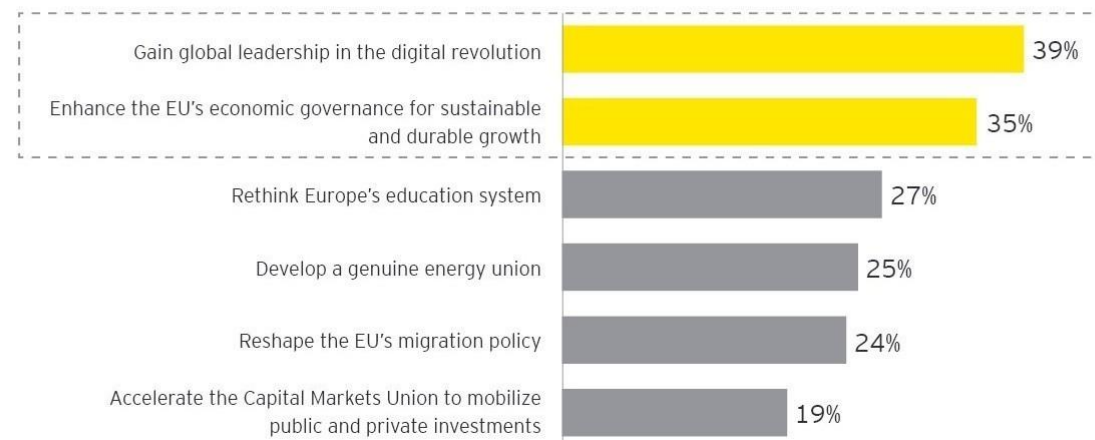 Gain global leadership in the digital revolution 39%
Enhance the EU's economic governance for sustainable
and durable growth 35%
Rethink Europe's education system 27%
Develop a genuine energy union 25%
Reshape the EU's migration policy 24%
Accelerate the Capital Markets Union to mobilize
public and private investments 19%